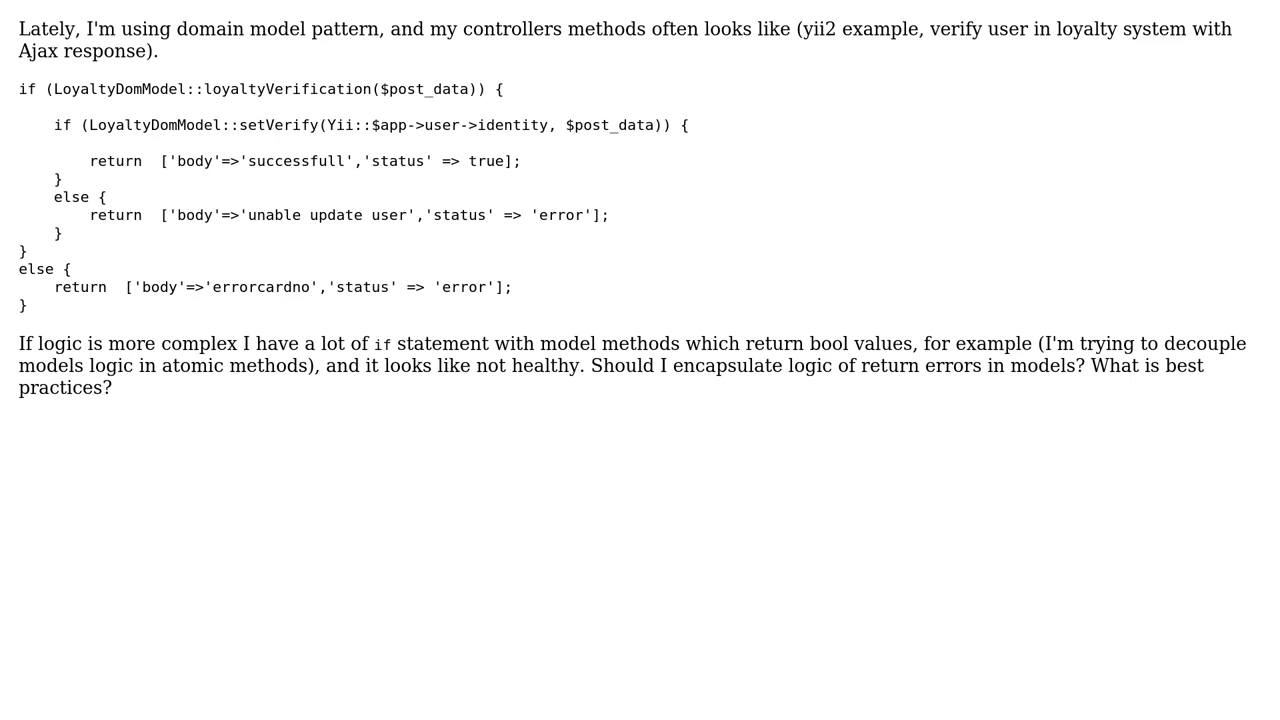 Lately, I'm using domain model pattern, and my controllers methods often looks like (yii2 example, verify user in loyalty system with
Ajax response).
if (LoyaltyDomModel::loyaltyVerification($post_data)) {
    if (LoyaltyDomModel::setVerify(Yii::$app->user->identity, $post_data)) {
        return  ['body'=>'successfull','status' => true];
    }
    else {
        return  ['body'=>'unable update user','status' => 'error'];
    }
}
else {
    return  ['body'=>'errorcardno','status' => 'error'];
}
If logic is more complex I have a lot of if statement with model methods which return bool values, for example (I'm trying to decouple
models logic in atomic methods), and it looks like not healthy. Should I encapsulate logic of return errors in models? What is best
practices?